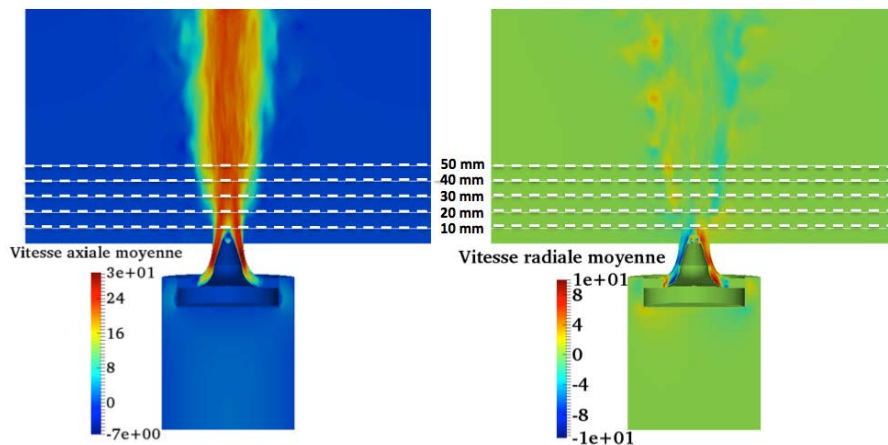 50 mm
40 mm
30 mm
20 mm
10 mm
Vitesse axiale moyenne
3e+01
24
16
8
0
-7e+00
Vitesse radiale moyenne
1e+01
8
4
0
-4
-8
-1e+01